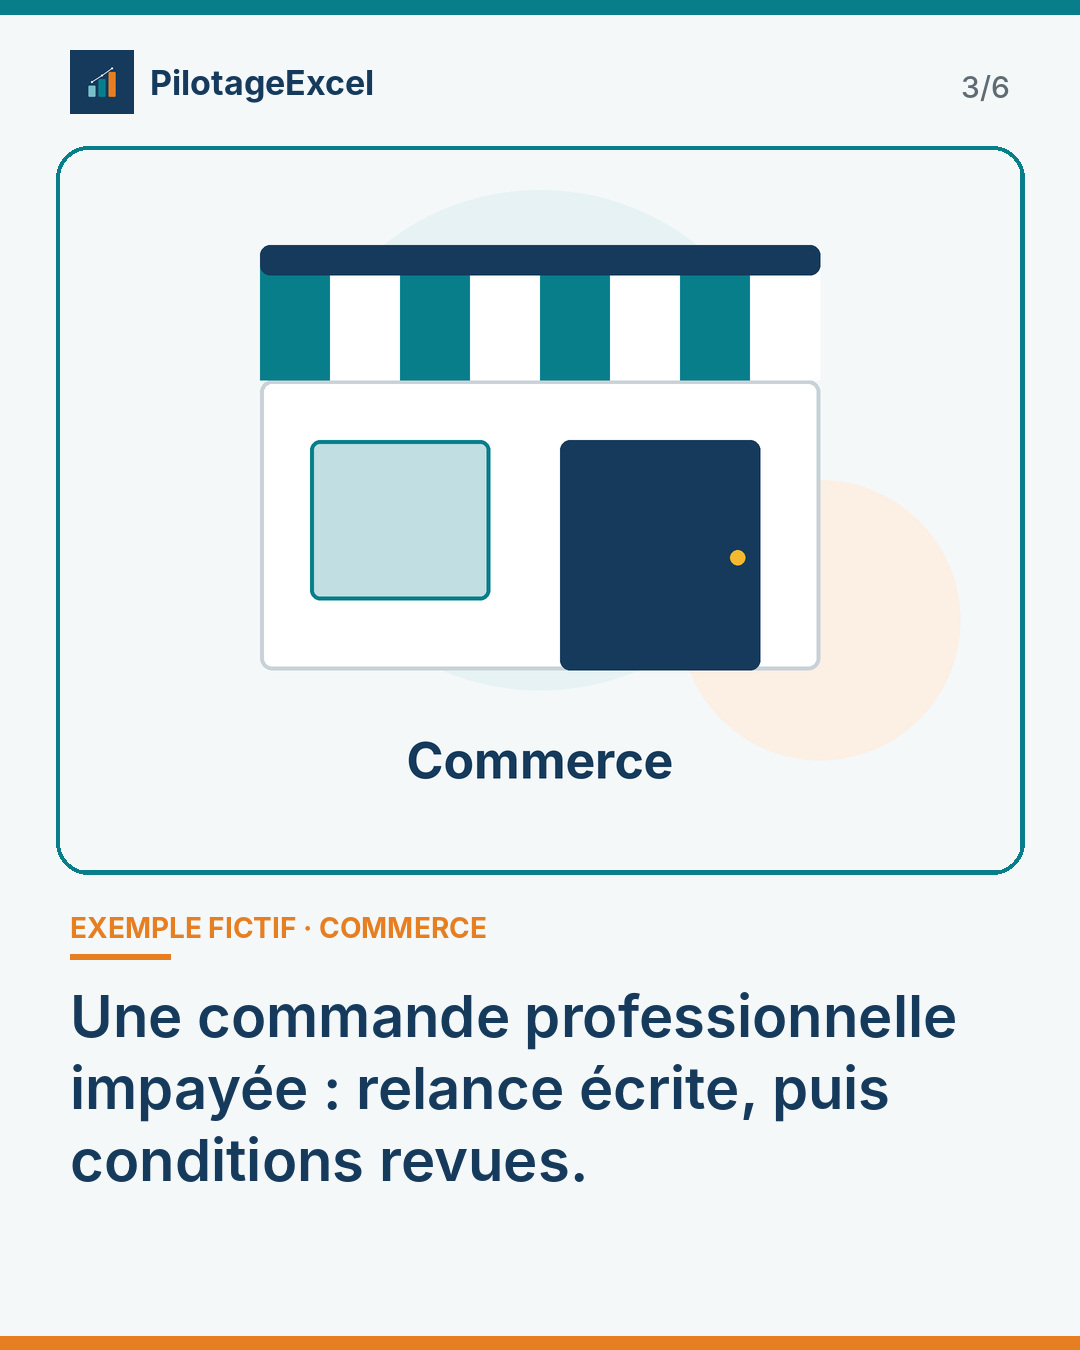 PilotageExcel
3/6
Commerce
EXEMPLE FICTIF · COMMERCE
Une commande professionnelle
impayée : relance écrite, puis
conditions revues.